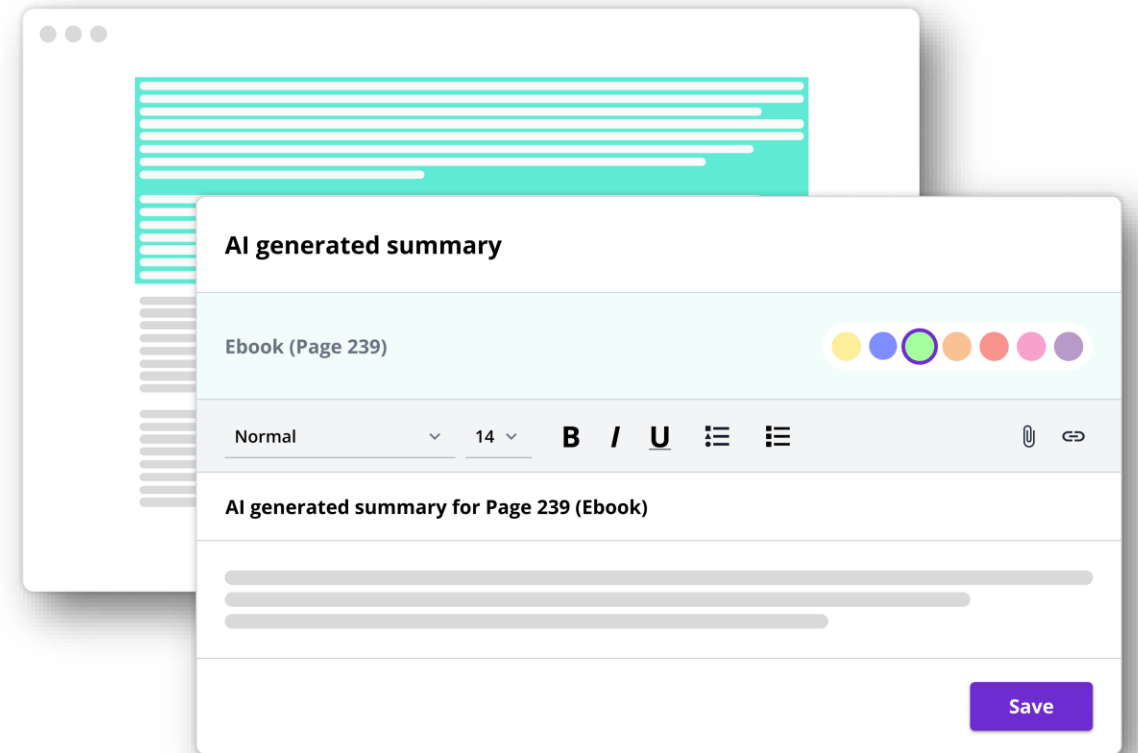 AI generated summary
Ebook (Page 239)
Normal 14 B I U
AI generated summary for Page 239 (Ebook)
Save